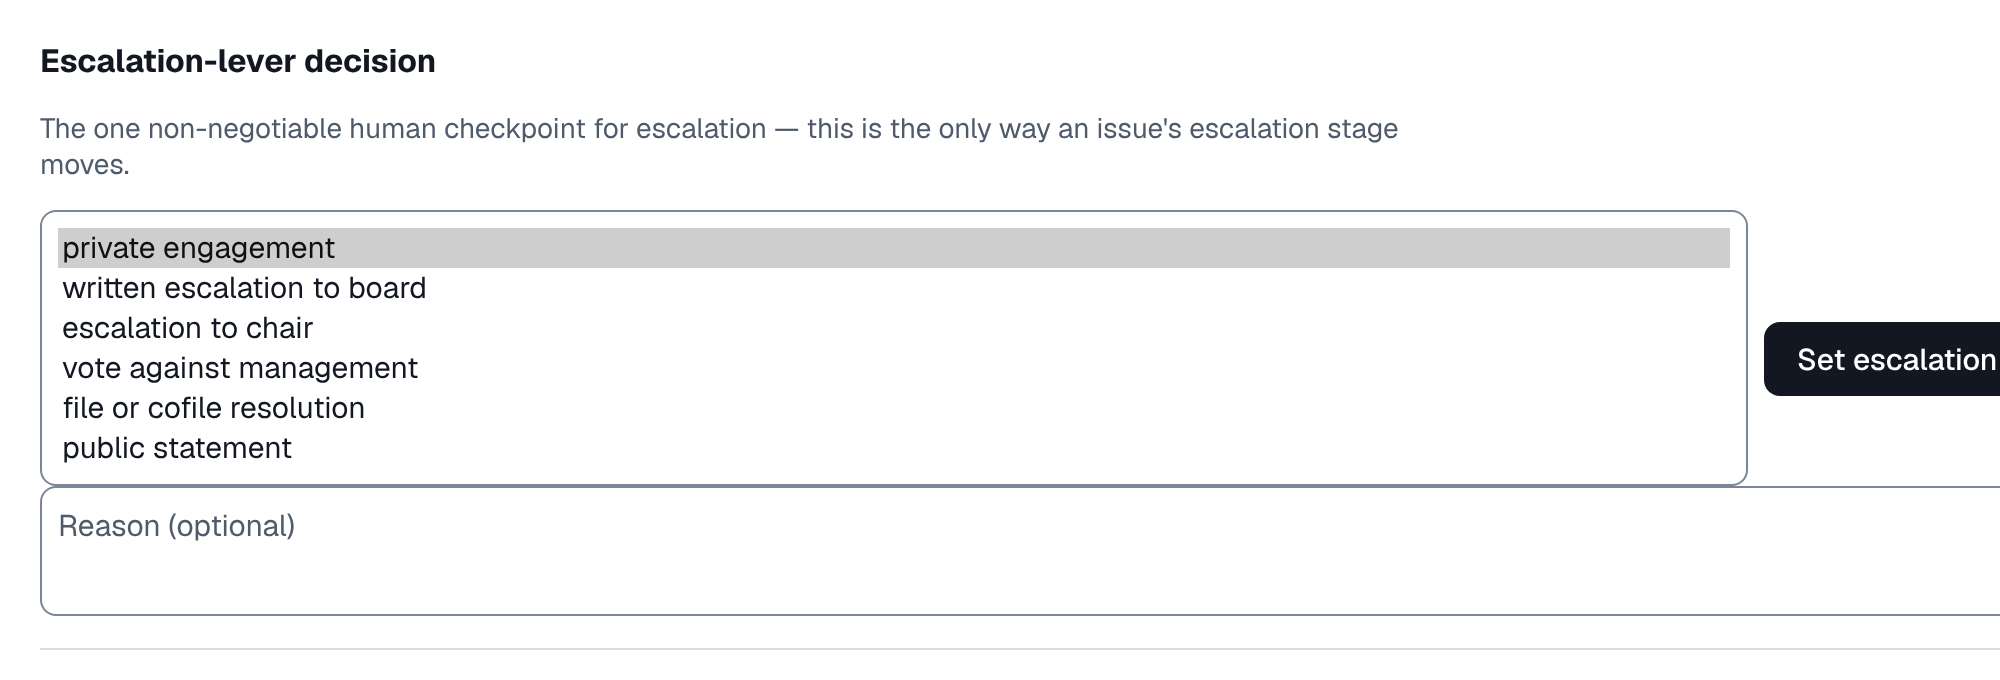 Escalation-lever decision
The one non-negotiable human checkpoint for escalation — this is the only way an issue's escalation stage
moves.
private engagement
written escalation to board
escalation to chair
vote against management
file or cofile resolution
public statement
Set escalation
Reason (optional)